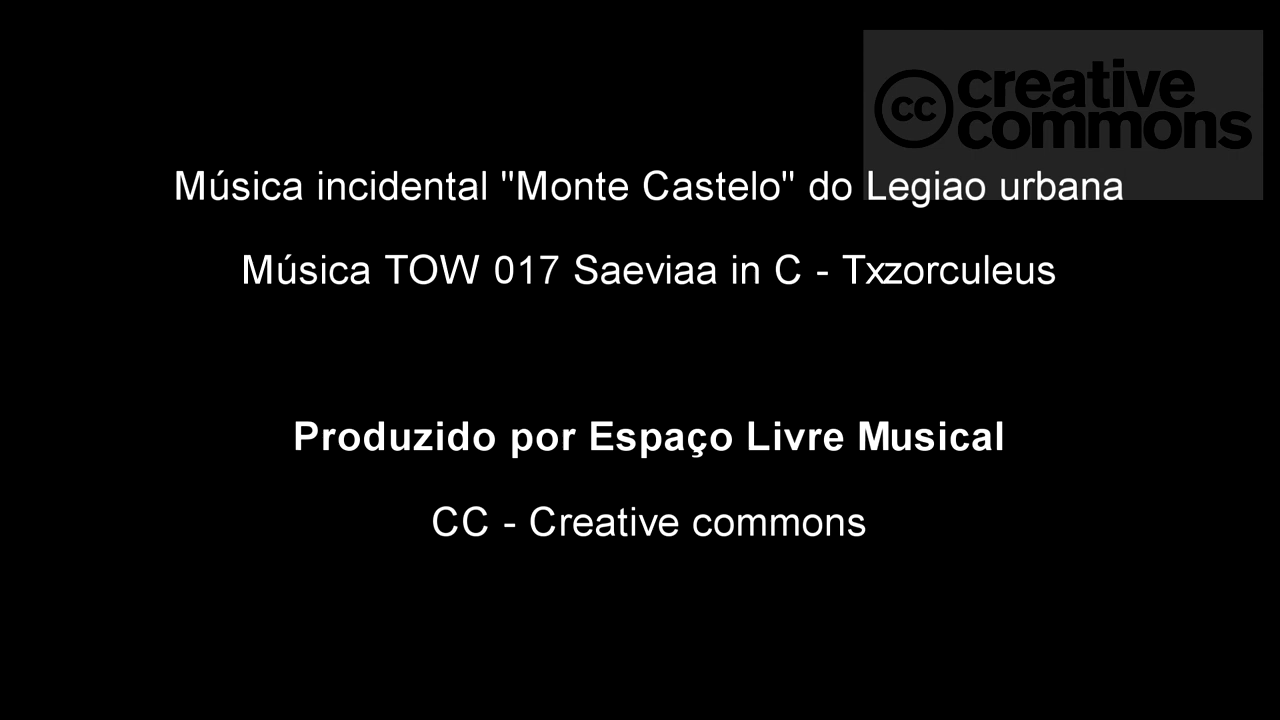 cc creative
commons
Música incidental "Monte Castelo" do Legiao urbana
Música TOW 017 Saeviaa in C - Txzorculeus
Produzido por Espaço Livre Musical
CC - Creative commons